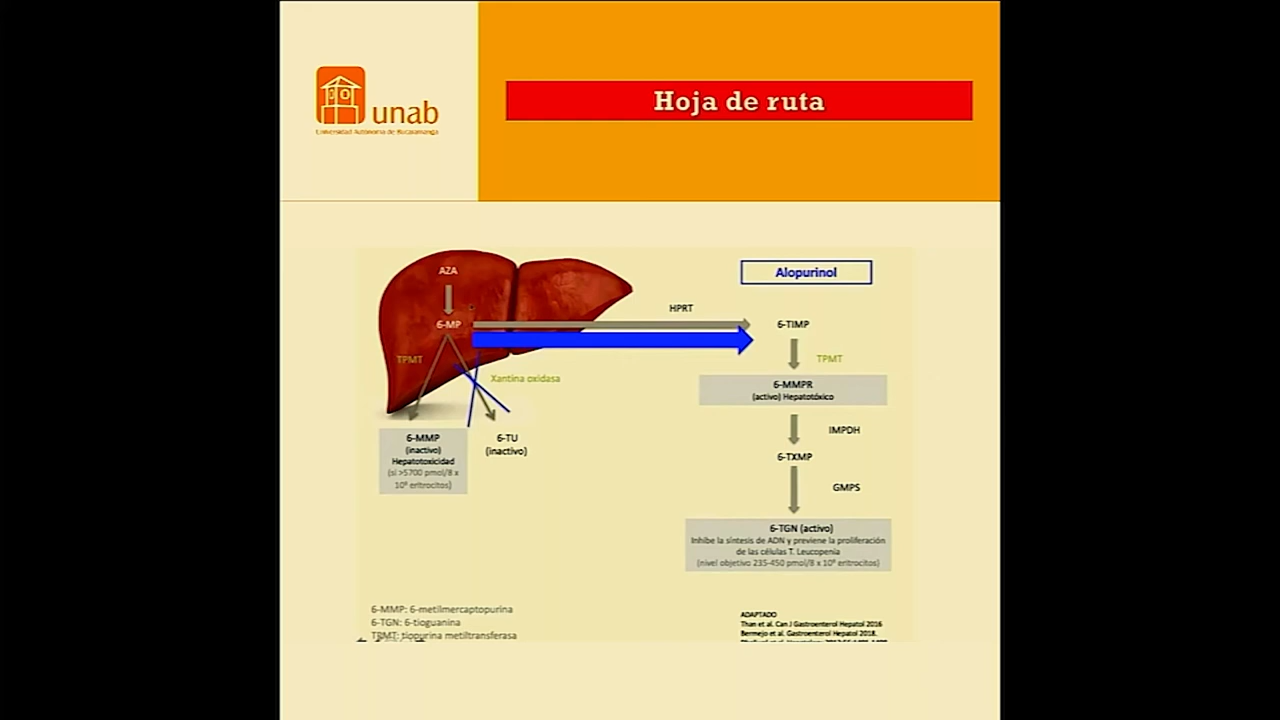 unab
Universidad Autónoma de Bucaramanga
Hoja de ruta
AZA
6-MP
TPMT
Xantina oxidasa
6-MMP
(inactivo)
Hepatotoxicidad
(si >5700 pmol/8 x
10⁸ eritrocitos)
6-TU
(inactivo)
Alopurinol
HPRT
6-TIMP
TPMT
6-MMPR
(activo) Hepatotóxico
IMPDH
6-TXMP
GMPS
6-TGN (activo)
Inhibe la síntesis de ADN y previene la proliferación
de las células T. Leucopenia
(nivel objetivo 235-450 pmol/8 x 10⁸ eritrocitos)
6-MMP: 6-metilmercaptopurina
6-TGN: 6-tioguanina
TPMT: tiopurina metiltransferasa
ADAPTADO
Than et al. Can J Gastroenterol Hepatol 2016
Bermejo et al. Gastroenterol Hepatol 2018.